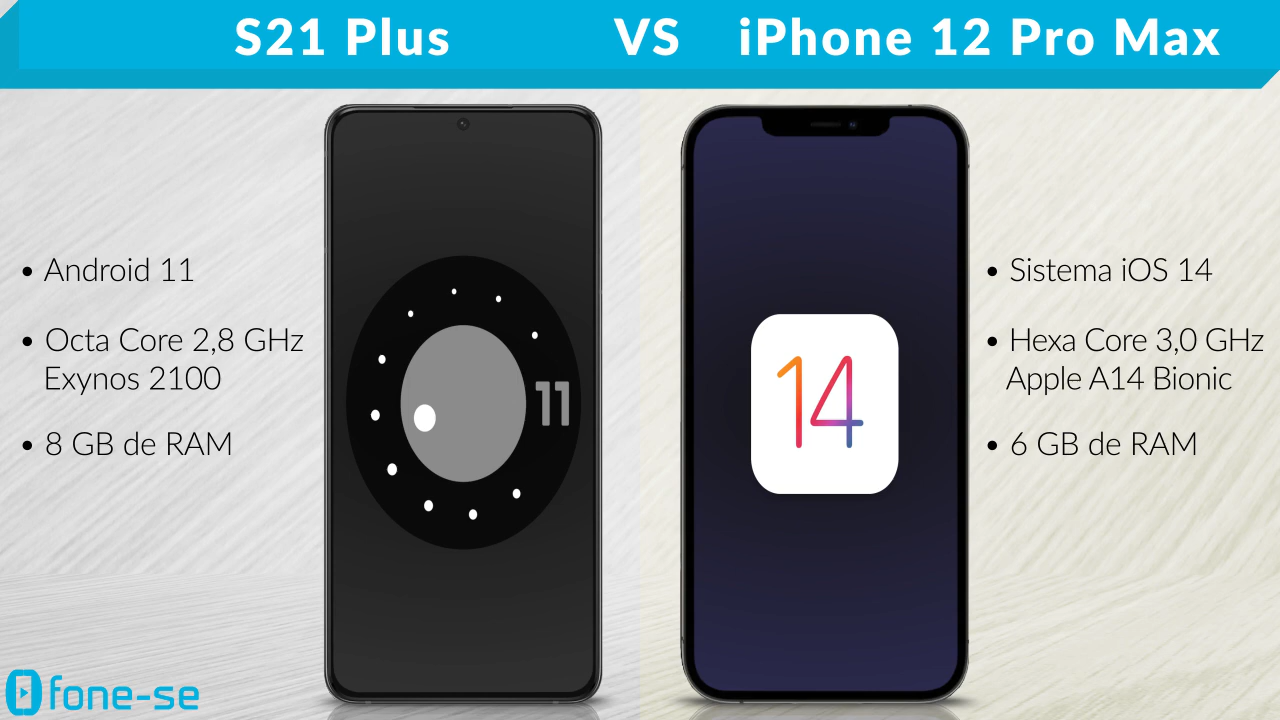 S21 Plus VS iPhone 12 Pro Max
• Android 11
• Octa Core 2,8 GHz
Exynos 2100
• 8 GB de RAM
11
14
• Sistema iOS 14
• Hexa Core 3,0 GHz
Apple A14 Bionic
• 6 GB de RAM
fone-se